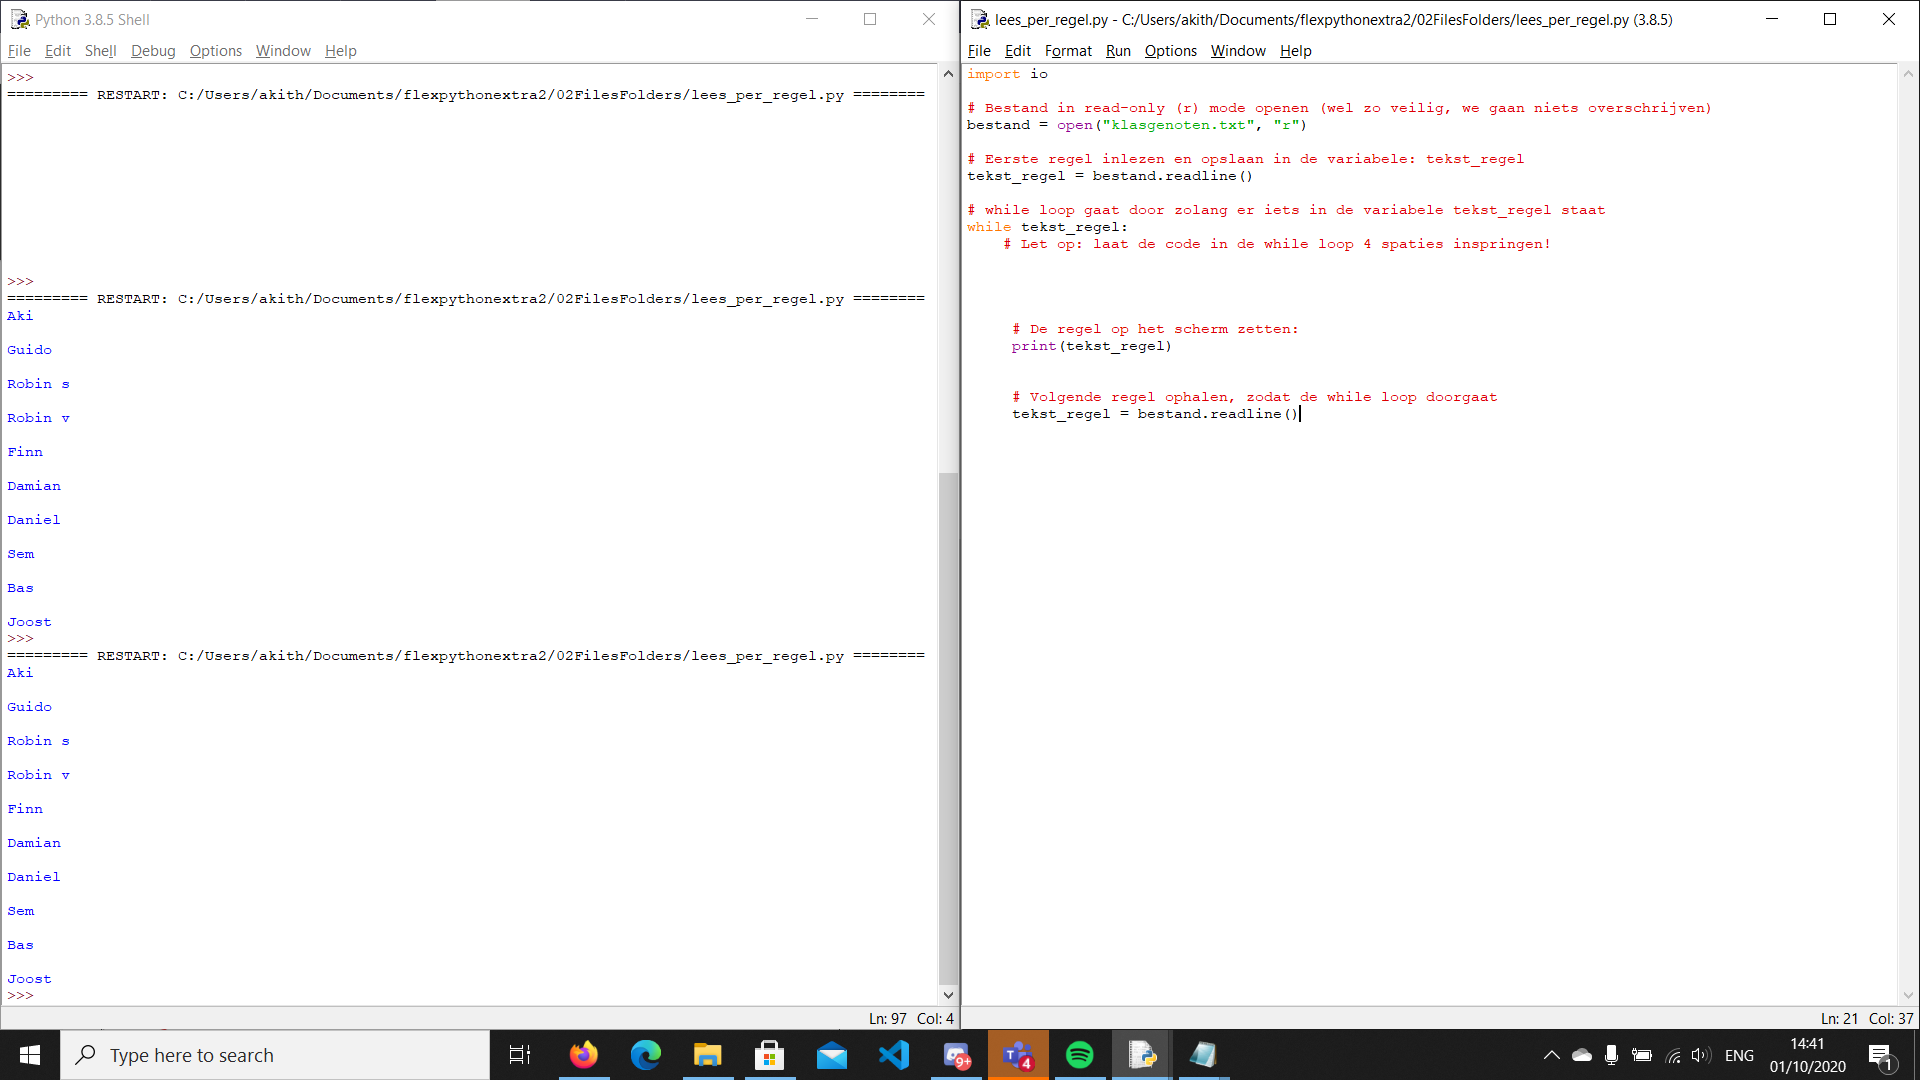 Python 3.8.5 Shell
File Edit Shell Debug Options Window Help
>>>
========= RESTART: C:/Users/akith/Documents/flexpythonextra2/02FilesFolders/lees_per_regel.py ========
>>>
========= RESTART: C:/Users/akith/Documents/flexpythonextra2/02FilesFolders/lees_per_regel.py ========
Aki
Guido
Robin s
Robin v
Finn
Damian
Daniel
Sem
Bas
Joost
>>>
========= RESTART: C:/Users/akith/Documents/flexpythonextra2/02FilesFolders/lees_per_regel.py ========
Aki
Guido
Robin s
Robin v
Finn
Damian
Daniel
Sem
Bas
Joost
>>>
Ln: 97 Col: 4
lees_per_regel.py - C:/Users/akith/Documents/flexpythonextra2/02FilesFolders/lees_per_regel.py (3.8.5)
File Edit Format Run Options Window Help
import io
# Bestand in read-only (r) mode openen (wel zo veilig, we gaan niets overschrijven)
bestand = open("klasgenoten.txt", "r")
# Eerste regel inlezen en opslaan in de variabele: tekst_regel
tekst_regel = bestand.readline()
# while loop gaat door zolang er iets in de variabele tekst_regel staat
while tekst_regel:
# Let op: laat de code in de while loop 4 spaties inspringen!
# De regel op het scherm zetten:
print(tekst_regel)
# Volgende regel ophalen, zodat de while loop doorgaat
tekst_regel = bestand.readline()
Ln: 21 Col: 37
Type here to search
9+
4
ENG
14:41
01/10/2020
1